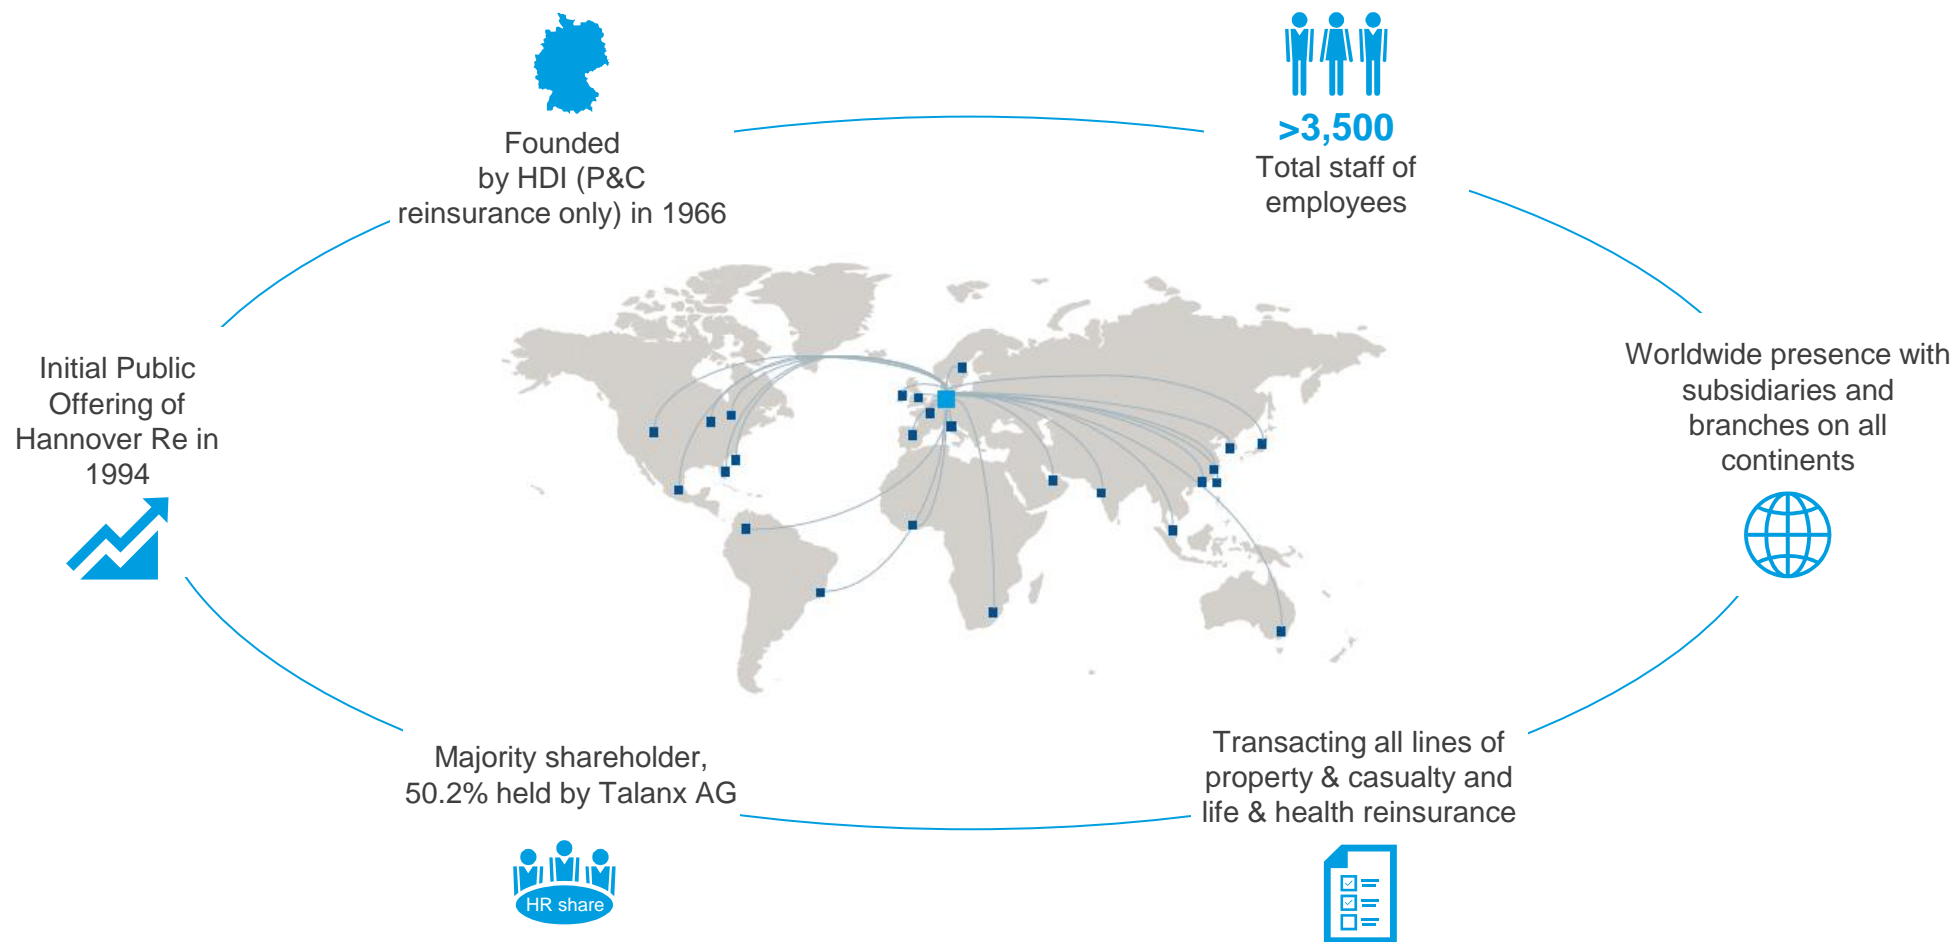 Founded
by HDI (P&C
reinsurance only) in 1966
>3,500
Total staff of
employees
Initial Public
Offering of
Hannover Re in
1994
Worldwide presence with
subsidiaries and
branches on all
continents
Majority shareholder,
50.2% held by Talanx AG
HR share
Transacting all lines of
property & casualty and
life & health reinsurance